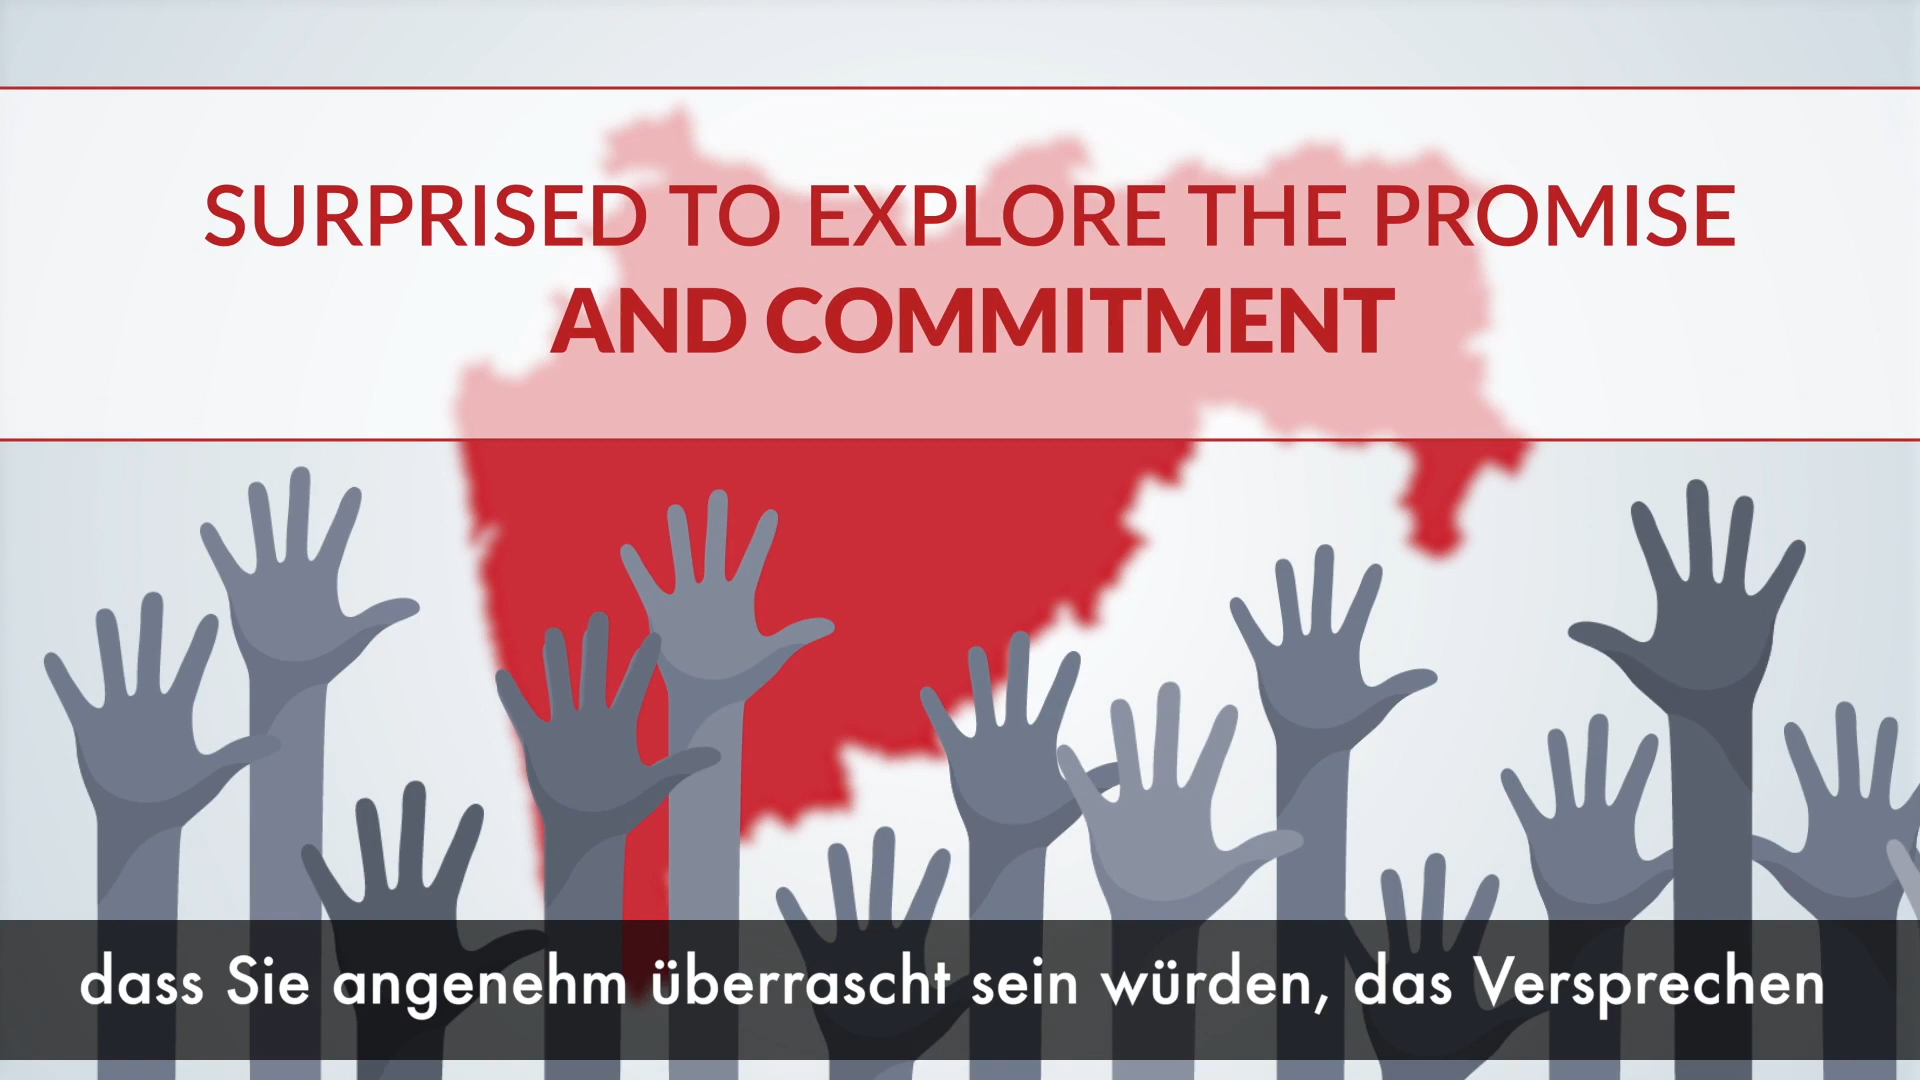 SURPRISED TO EXPLORE THE PROMISE
AND COMMITMENT
dass Sie angenehm überrascht sein würden, das Versprechen